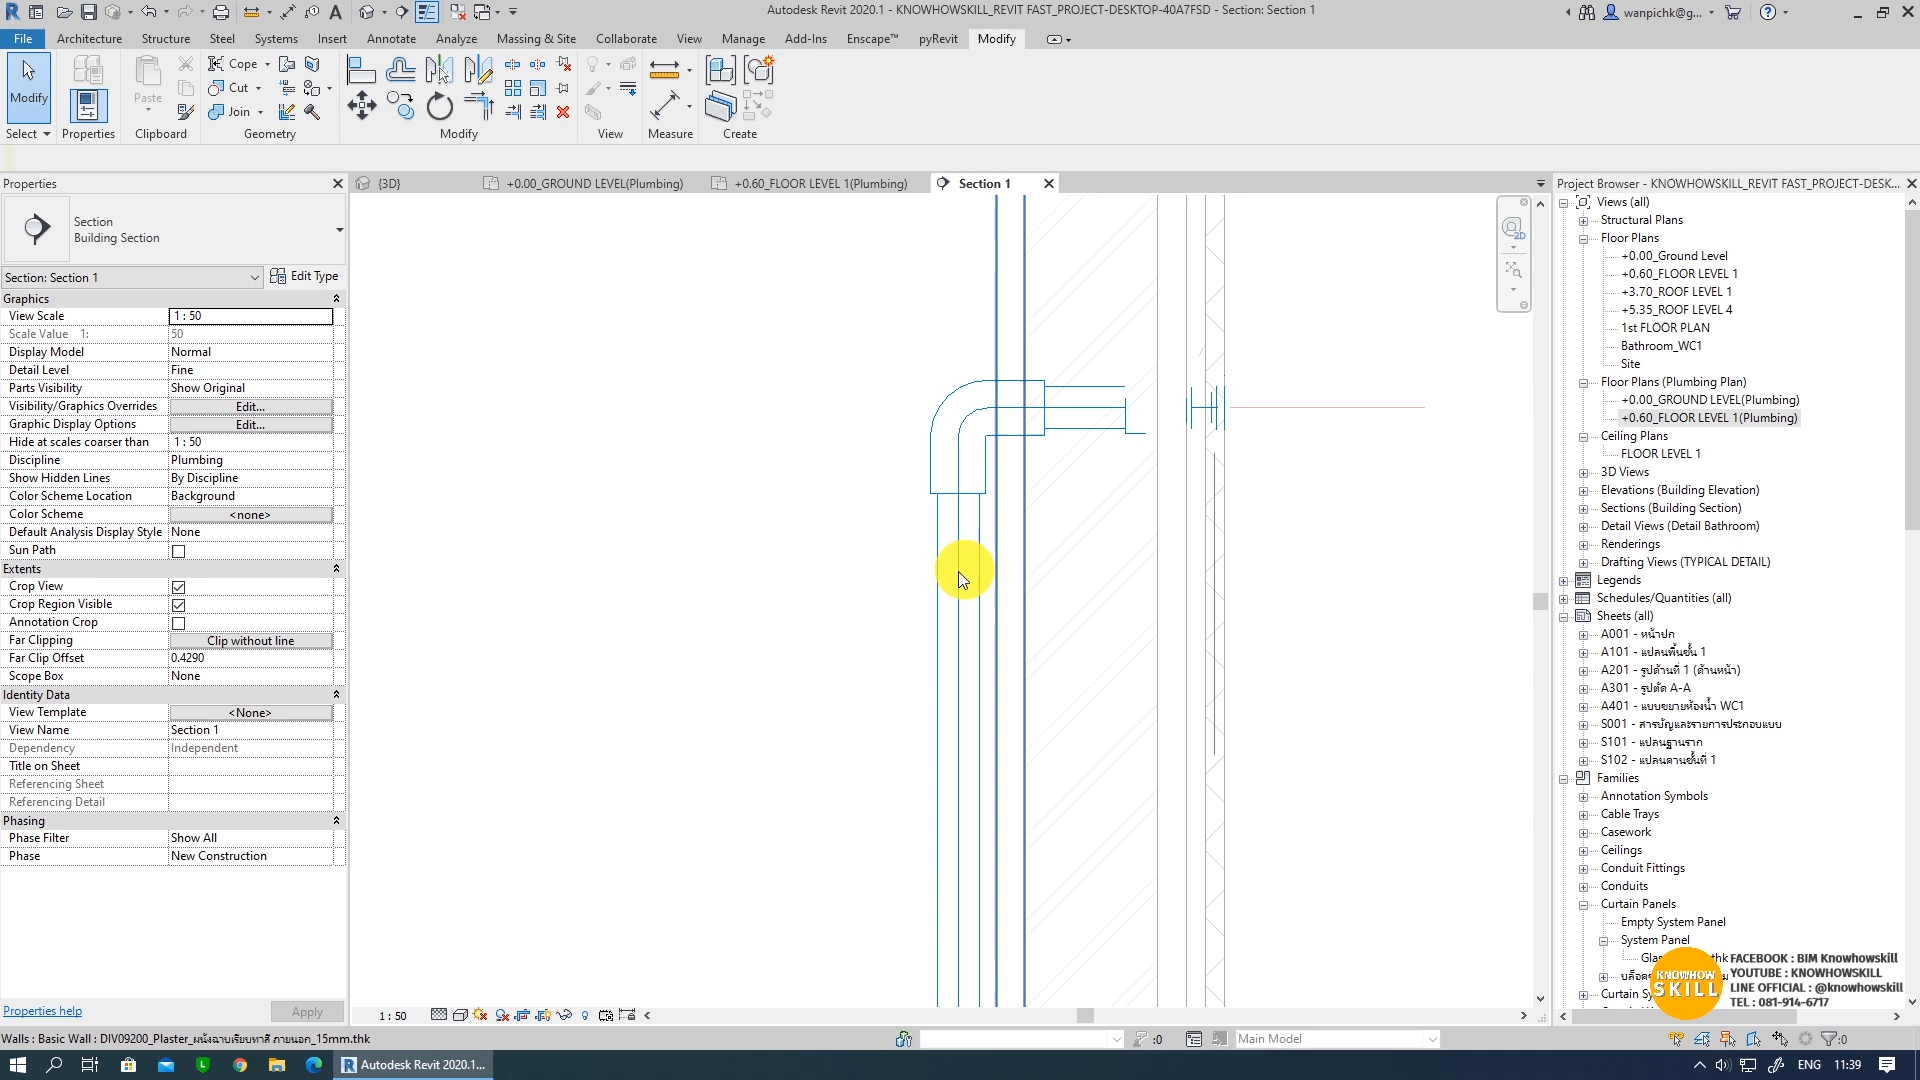 Autodesk Revit 2020.1 - KNOWHOWSKILL_REVIT FAST_PROJECT-DESKTOP-40A7FSD - Section: Section 1
wanpichk@g...
File Architecture Structure Steel Systems Insert Annotate Analyze Massing & Site Collaborate View Manage Add-Ins Enscape™ pyRevit Modify
Modify Paste Cope
Cut
Join
Select Properties Clipboard Geometry Modify View Measure Create
Properties
{3D} +0.00_GROUND LEVEL(Plumbing) +0.60_FLOOR LEVEL 1(Plumbing) Section 1
Project Browser - KNOWHOWSKILL_REVIT FAST_PROJECT-DESK...
Section
Building Section
Section: Section 1 Edit Type
Graphics
View Scale 1 : 50
Scale Value 1: 50
Display Model Normal
Detail Level Fine
Parts Visibility Show Original
Visibility/Graphics Overrides Edit...
Graphic Display Options Edit...
Hide at scales coarser than 1 : 50
Discipline Plumbing
Show Hidden Lines By Discipline
Color Scheme Location Background
Color Scheme <none>
Default Analysis Display Style None
Sun Path
Extents
Crop View
Crop Region Visible
Annotation Crop
Far Clipping Clip without line
Far Clip Offset 0.4290
Scope Box None
Identity Data
View Template <None>
View Name Section 1
Dependency Independent
Title on Sheet
Referencing Sheet
Referencing Detail
Phasing
Phase Filter Show All
Phase New Construction
Properties help Apply
2D
Views (all)
Structural Plans
Floor Plans
+0.00_Ground Level
+0.60_FLOOR LEVEL 1
+3.70_ROOF LEVEL 1
+5.35_ROOF LEVEL 4
1st FLOOR PLAN
Bathroom_WC1
Site
Floor Plans (Plumbing Plan)
+0.00_GROUND LEVEL(Plumbing)
+0.60_FLOOR LEVEL 1(Plumbing)
Ceiling Plans
FLOOR LEVEL 1
3D Views
Elevations (Building Elevation)
Sections (Building Section)
Detail Views (Detail Bathroom)
Renderings
Drafting Views (TYPICAL DETAIL)
Legends
Schedules/Quantities (all)
Sheets (all)
A001 - หน้าปก
A101 - แปลนพื้นชั้น 1
A201 - รูปด้านที่ 1 (ด้านหน้า)
A301 - รูปตัด A-A
A401 - แบบขยายห้องน้ำ WC1
S001 - สารบัญและรายการประกอบแบบ
S101 - แปลนฐานราก
S102 - แปลนคานชั้นที่ 1
Families
Annotation Symbols
Cable Trays
Casework
Ceilings
Conduit Fittings
Conduits
Curtain Panels
Empty System Panel
System Panel
KNOWHOW
SKILL
FACEBOOK : BIM Knowhowskill
YOUTUBE : KNOWHOWSKILL
LINE OFFICIAL : @knowhowskill
TEL : 081-914-6717
1 : 50
Walls : Basic Wall : DIV09200_Plaster_ผนังฉาบเรียบทาสี ภายนอก_15mm.thk
:0 Main Model :0
Autodesk Revit 2020.1... ENG 11:39